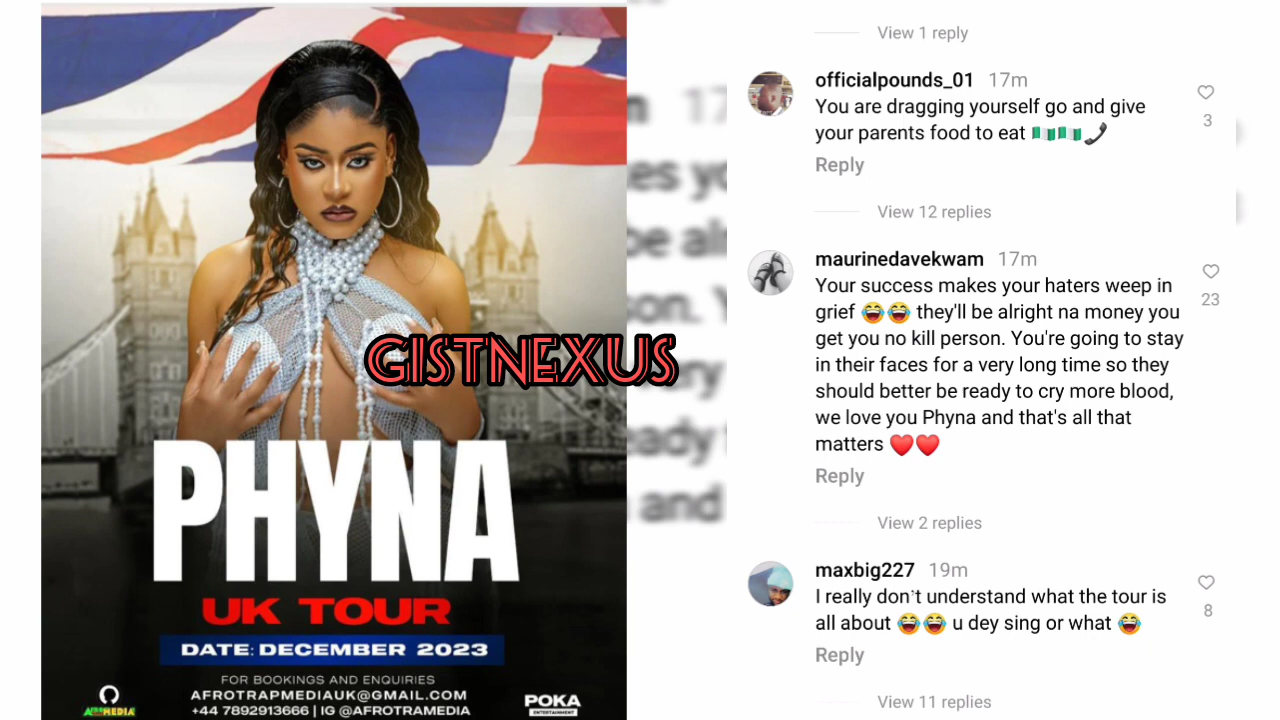 GISTNEXUS
PHYNA
UK TOUR
DATE: DECEMBER 2023
FOR BOOKINGS AND ENQUIRIES
AFROTRAPMEDIAUK@GMAIL.COM
+44 7892913666 | IG @AFROTRAMEDIA
POKA
ENTERTAINMENT
View 1 reply
officialpounds_01 17m
You are dragging yourself go and give
your parents food to eat 🇳🇬🇳🇬📞
3
Reply
View 12 replies
maurinedavekwam 17m
Your success makes your haters weep in
grief 😂😂 they'll be alright na money you
get you no kill person. You're going to stay
in their faces for a very long time so they
should better be ready to cry more blood,
we love you Phyna and that's all that
matters ❤️❤️
23
Reply
View 2 replies
maxbig227 19m
I really don't understand what the tour is
all about 😂😂 u dey sing or what 😂
8
Reply
View 11 replies